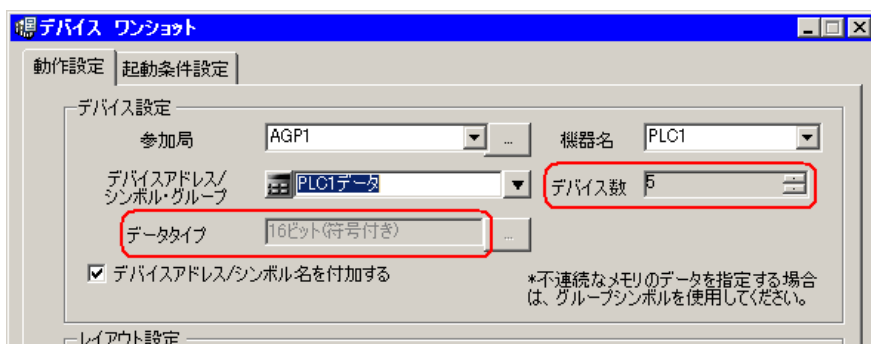 デバイス ワンショット
動作設定 起動条件設定
デバイス設定
参加局 AGP1 ... 機器名 PLC1
デバイスアドレス/
シンボル・グループ PLC1データ デバイス数 5
データタイプ 16ビット(符号付き) ...
デバイスアドレス/シンボル名を付加する
*不連続なメモリのデータを指定する場合
は、グループシンボルを使用してください。
レイアウト設定